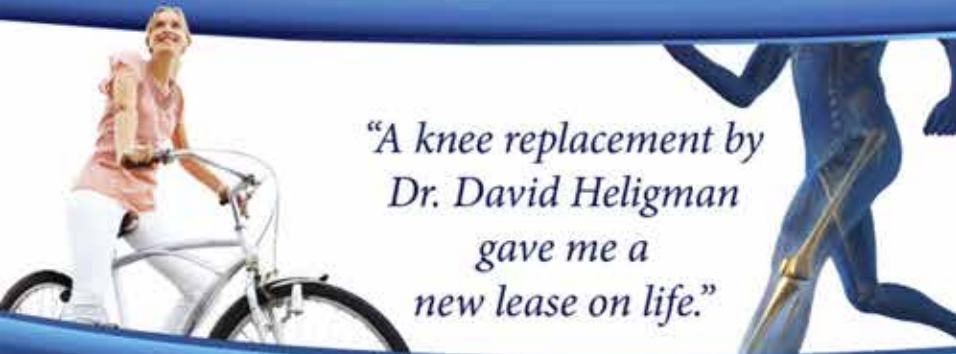 “A knee replacement by
Dr. David Heligman
gave me a
new lease on life.”